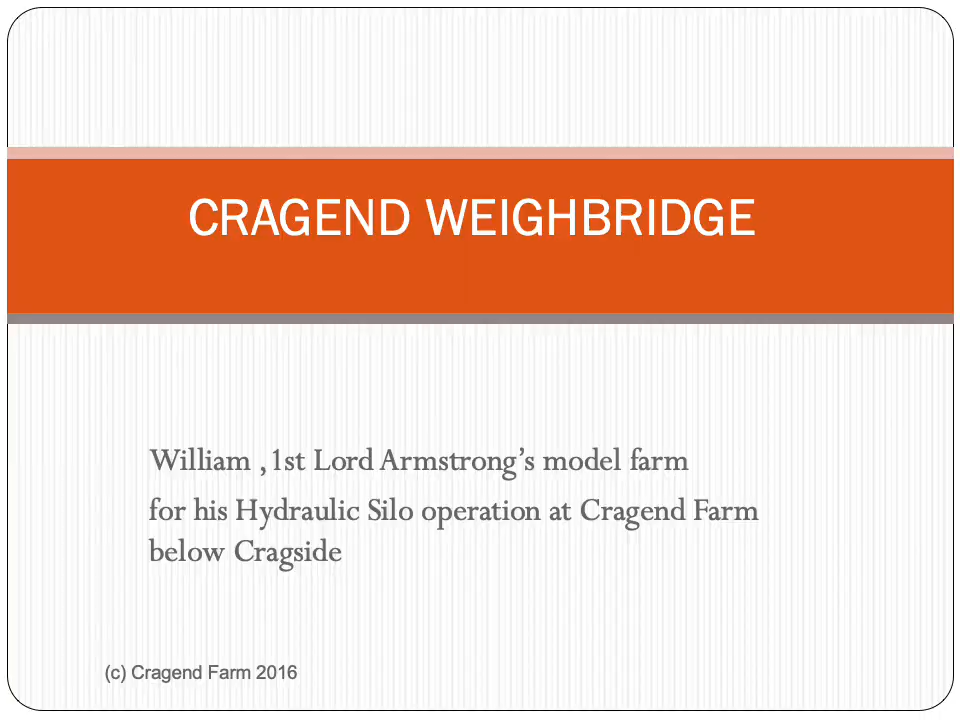 CRAGEND WEIGHBRIDGE
William ,1st Lord Armstrong’s model farm
for his Hydraulic Silo operation at Cragend Farm
below Cragside
(c) Cragend Farm 2016